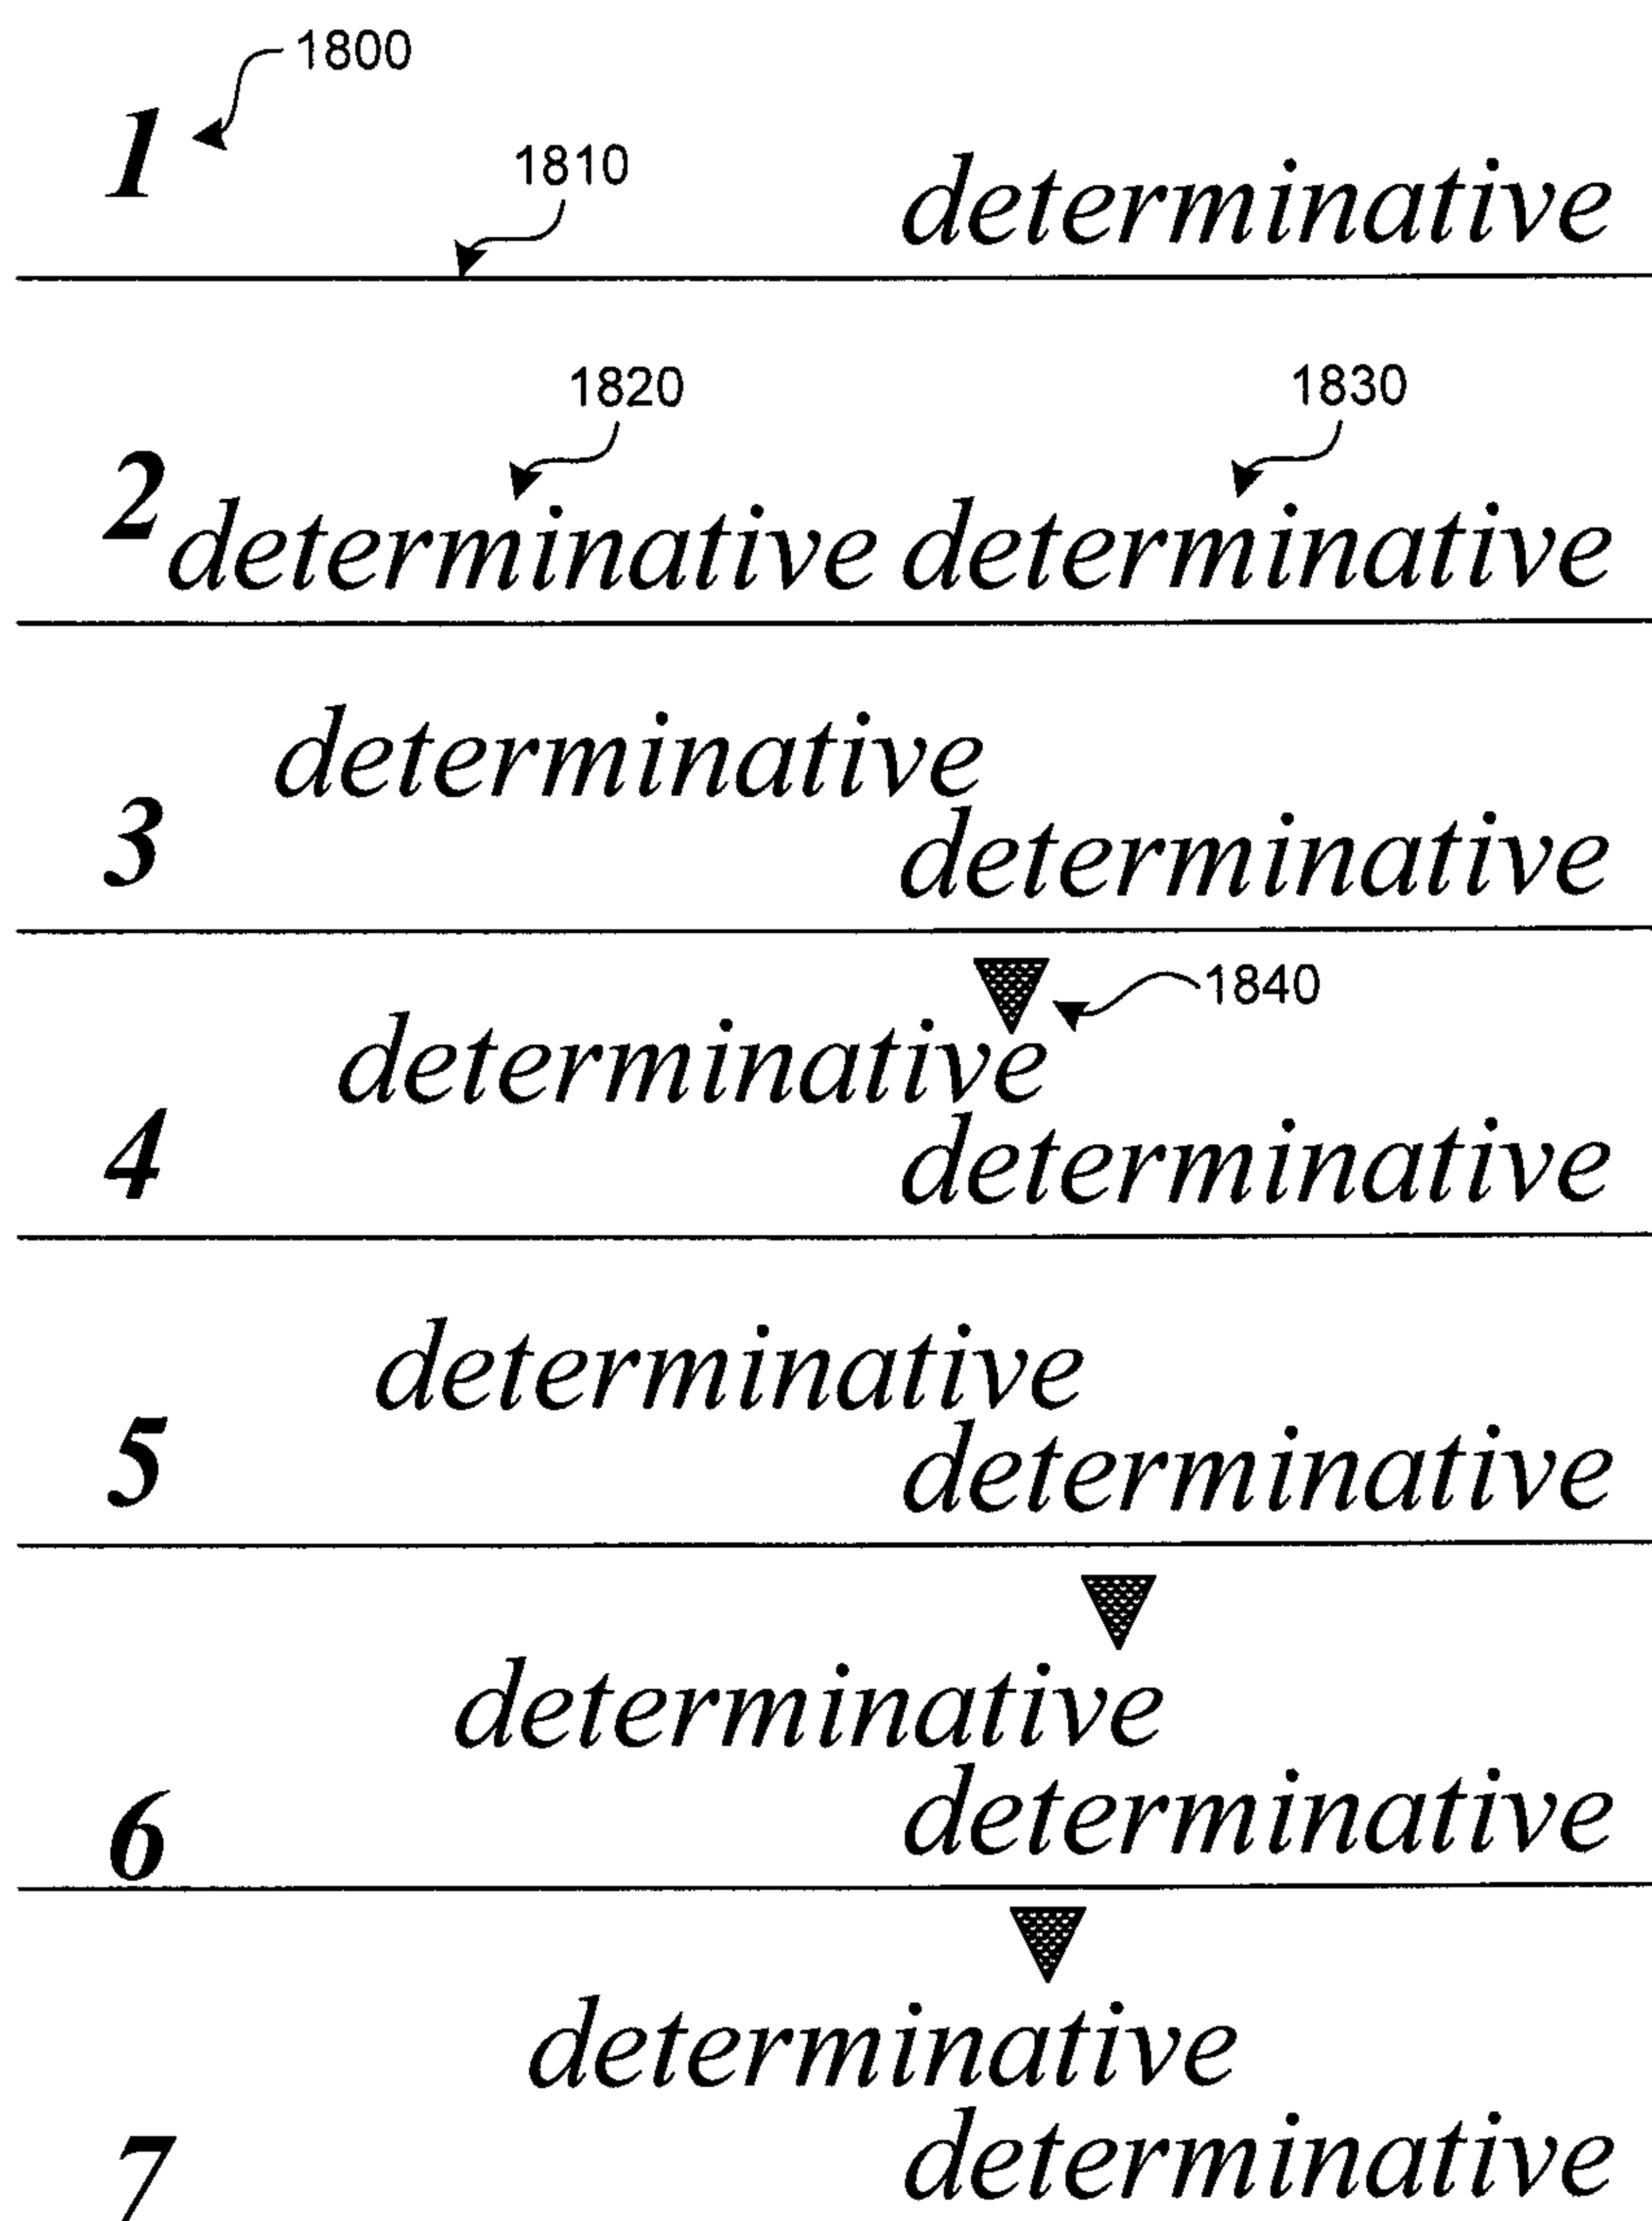 1800
1 1810 determinative
1820 1830
2 determinative determinative
determinative
3 determinative
1840
determinative
4 determinative
determinative
5 determinative
determinative
6 determinative
determinative
7 determinative